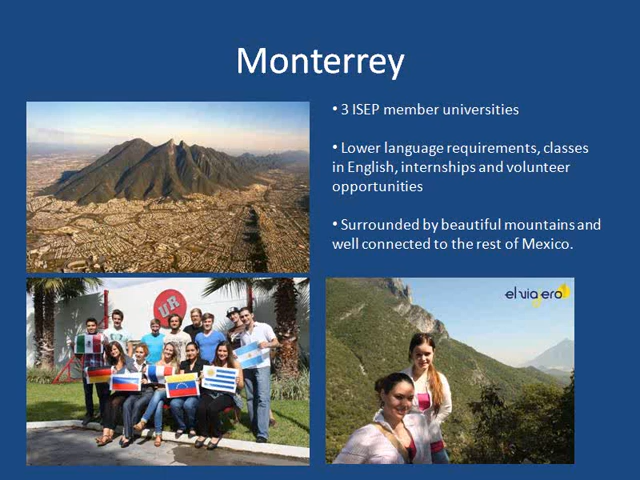 Monterrey
• 3 ISEP member universities
• Lower language requirements, classes
in English, internships and volunteer
opportunities
• Surrounded by beautiful mountains and
well connected to the rest of Mexico.
UR
el viajero